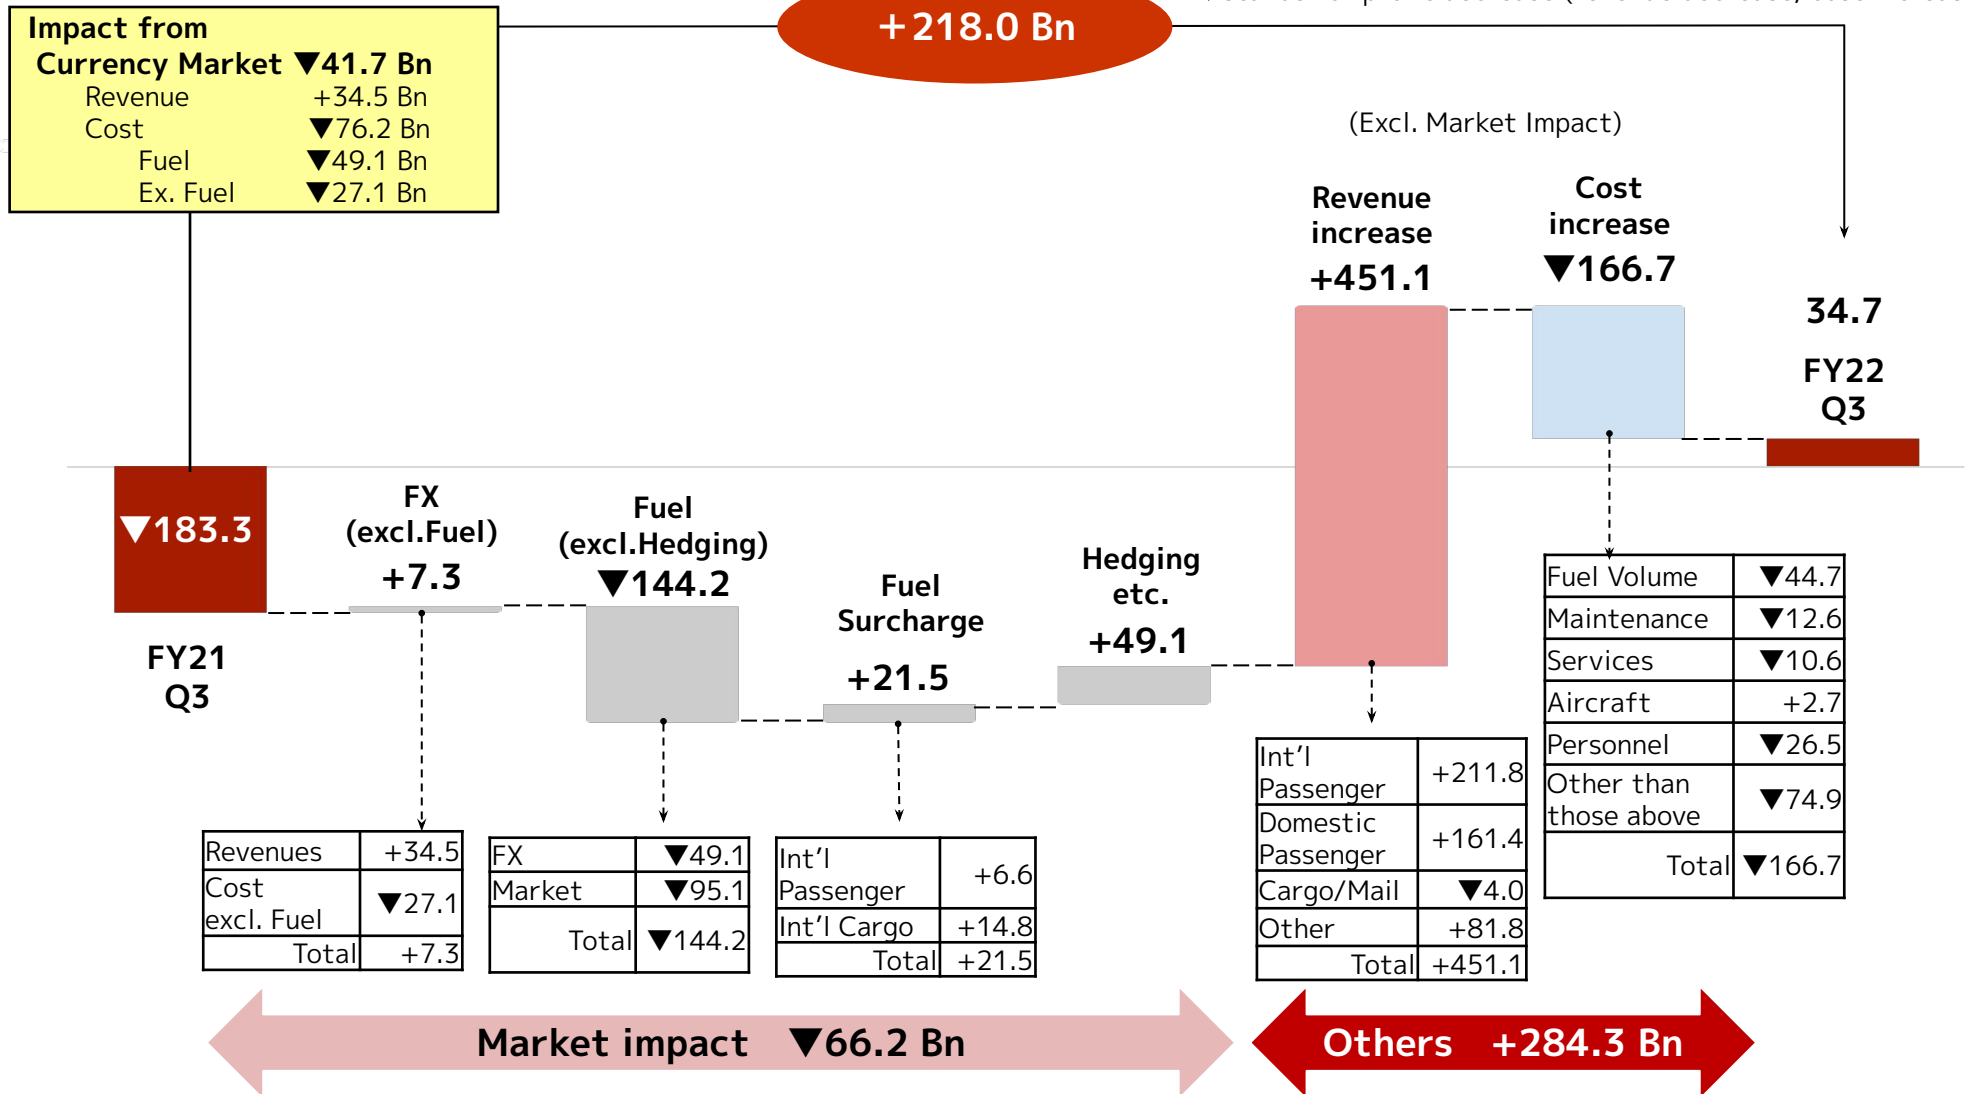 Impact from
Currency Market ▼41.7 Bn
Revenue +34.5 Bn
Cost ▼76.2 Bn
Fuel ▼49.1 Bn
Ex. Fuel ▼27.1 Bn
+218.0 Bn
(Excl. Market Impact)
Revenue
increase
+451.1
Cost
increase
▼166.7
34.7
FY22
Q3
▼183.3
FY21
Q3
FX
(excl.Fuel)
+7.3
Fuel
(excl.Hedging)
▼144.2
Fuel
Surcharge
+21.5
Hedging
etc.
+49.1
Revenues +34.5
Cost
excl. Fuel ▼27.1
Total +7.3
FX ▼49.1
Market ▼95.1
Total ▼144.2
Int’l
Passenger +6.6
Int’l Cargo +14.8
Total +21.5
Int’l
Passenger +211.8
Domestic
Passenger +161.4
Cargo/Mail ▼4.0
Other +81.8
Total +451.1
Fuel Volume ▼44.7
Maintenance ▼12.6
Services ▼10.6
Aircraft +2.7
Personnel ▼26.5
Other than
those above ▼74.9
Total ▼166.7
Market impact ▼66.2 Bn
Others +284.3 Bn